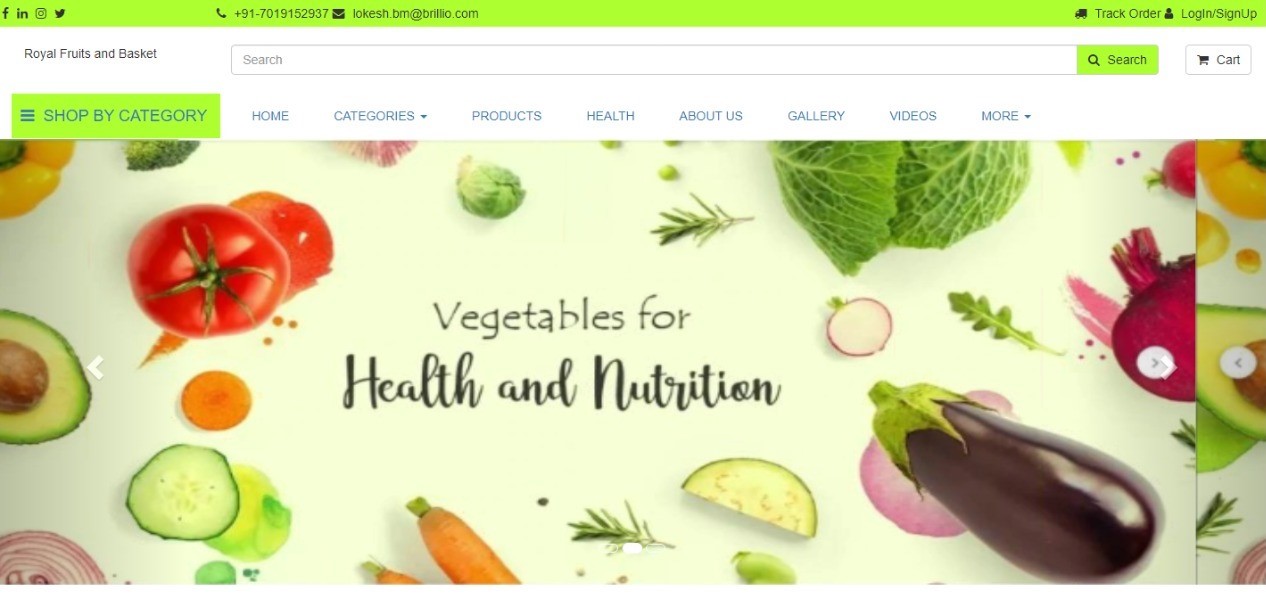 +91-7019152937 lokesh.bm@brillio.com Track Order LogIn/SignUp
Royal Fruits and Basket Search Search Cart
SHOP BY CATEGORY HOME CATEGORIES PRODUCTS HEALTH ABOUT US GALLERY VIDEOS MORE
Vegetables for
Health and Nutrition